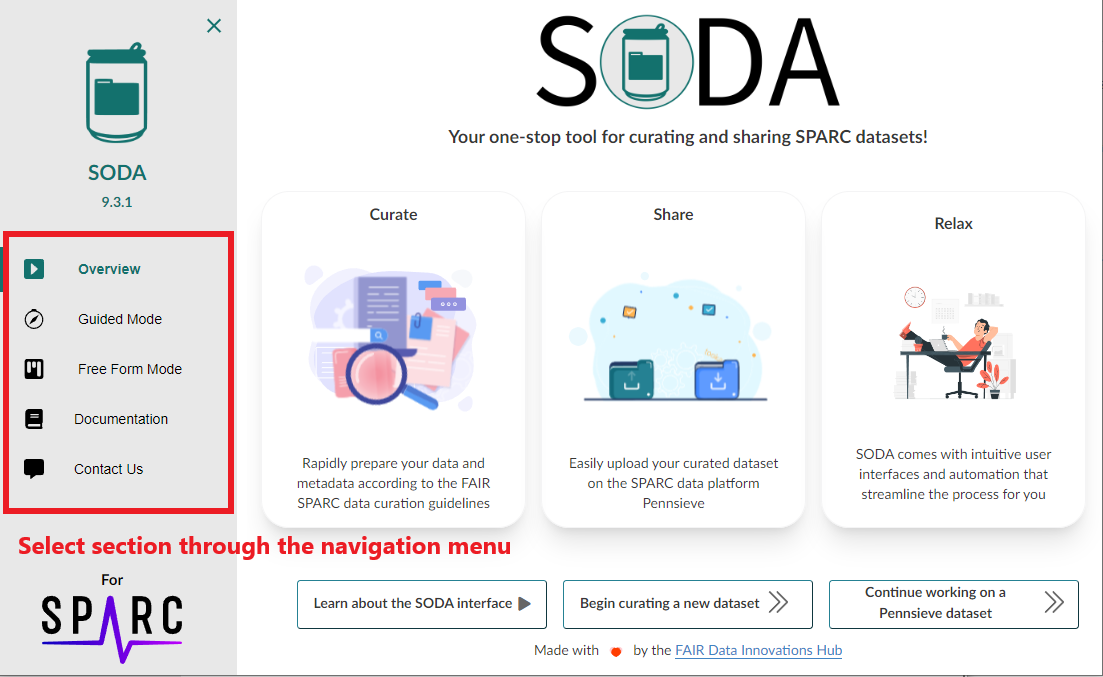 SODA
9.3.1
Overview
Guided Mode
Free Form Mode
Documentation
Contact Us
Select section through the navigation menu
For
SPARC
SODA
Your one-stop tool for curating and sharing SPARC datasets!
Curate
Rapidly prepare your data and
metadata according to the FAIR
SPARC data curation guidelines
Share
Easily upload your curated dataset
on the SPARC data platform
Pennsieve
Relax
SODA comes with intuitive user
interfaces and automation that
streamline the process for you
Learn about the SODA interface
Begin curating a new dataset
Continue working on a
Pennsieve dataset
Made with by the FAIR Data Innovations Hub